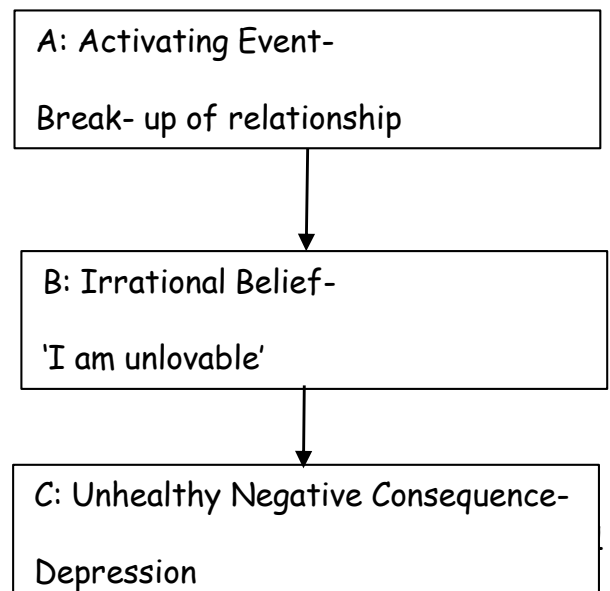 A: Activating Event-
Break- up of relationship
B: Irrational Belief-
‘I am unlovable’
C: Unhealthy Negative Consequence-
Depression